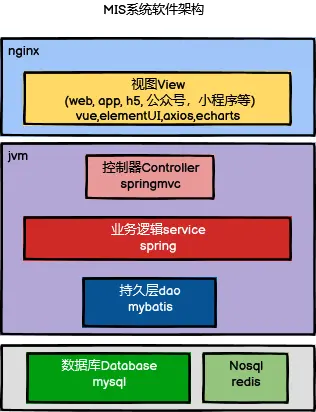 MIS系统软件架构
nginx
视图View
(web, app, h5, 公众号，小程序等)
vue,elementUI,axios,echarts
jvm
控制器Controller
springmvc
业务逻辑service
spring
持久层dao
mybatis
数据库Database
mysql
Nosql
redis